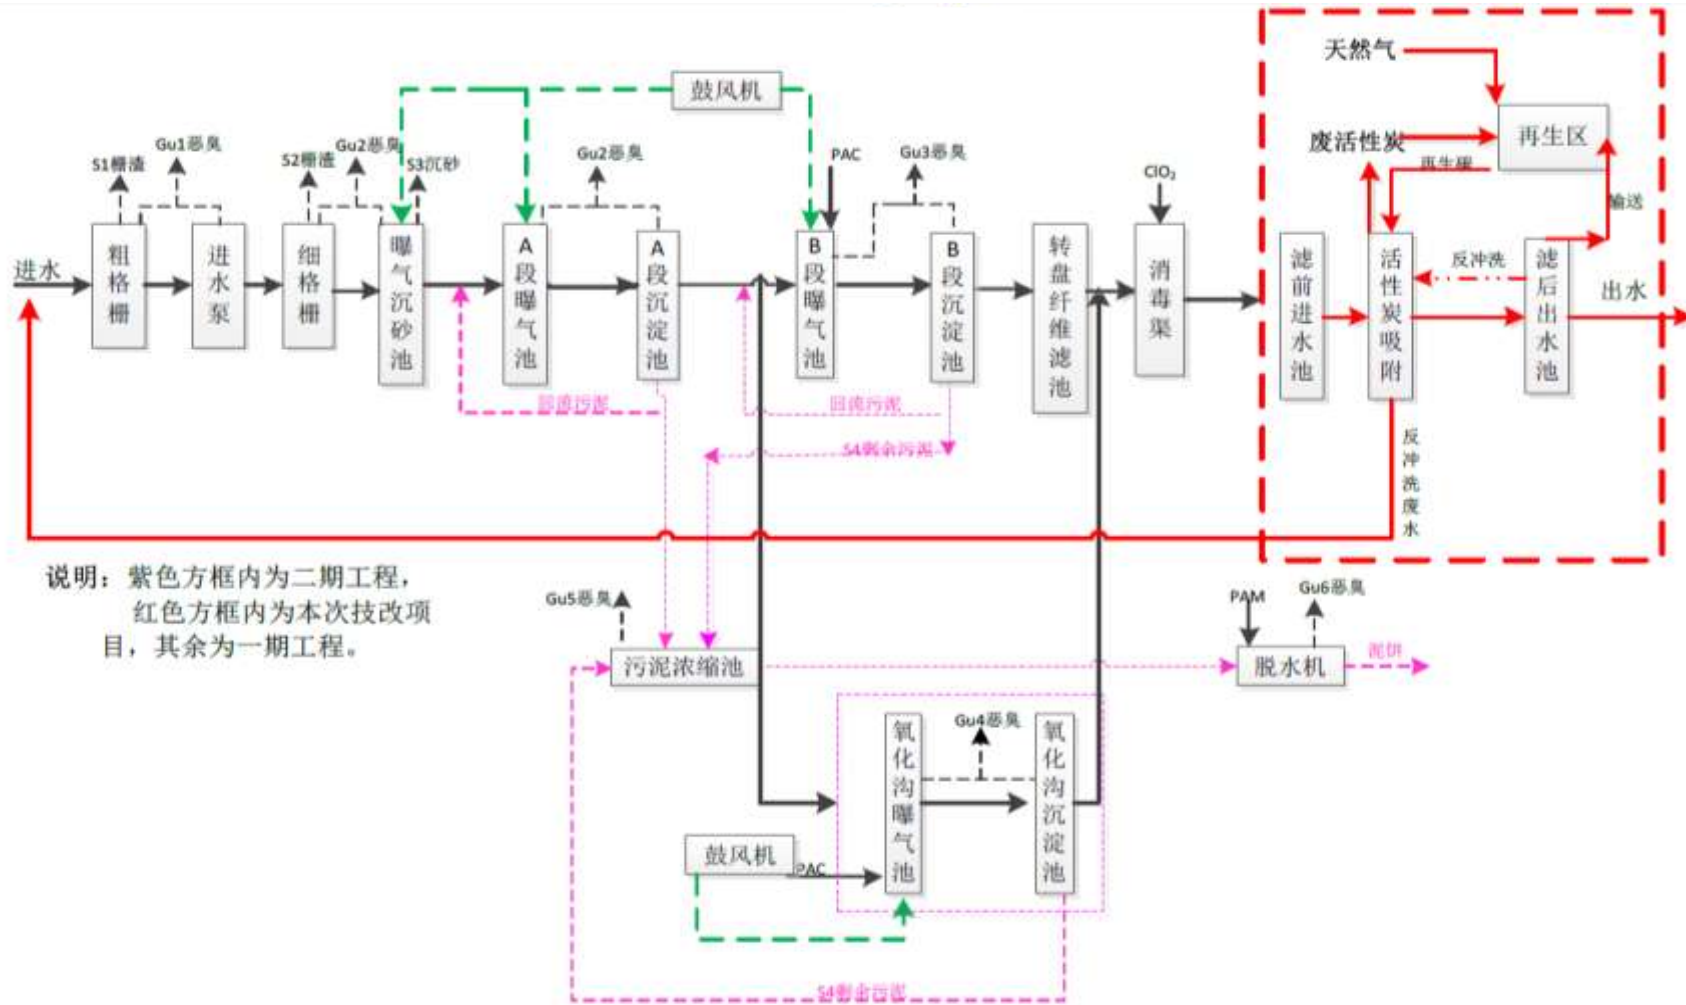 天然气
鼓风机
再生区
废活性炭
再生碳
输送
Gu1恶臭
S1栅渣
Gu2恶臭
S2栅渣
S3沉砂
Gu2恶臭
PAC
Gu3恶臭
ClO₂
进水
粗格栅
进水泵
细格栅
曝气沉砂池
A段曝气池
A段沉淀池
B段曝气池
B段沉淀池
转盘纤维滤池
消毒渠
滤前进水池
活性炭吸附
反冲洗
滤后出水池
出水
回流污泥
回流污泥
S4剩余污泥
反冲洗废水
说明：紫色方框内为二期工程，
红色方框内为本次技改项
目，其余为一期工程。
Gu5恶臭
污泥浓缩池
PAM
Gu6恶臭
脱水机
泥饼
Gu4恶臭
氧化沟曝气池
氧化沟沉淀池
鼓风机
PAC
S4剩余污泥